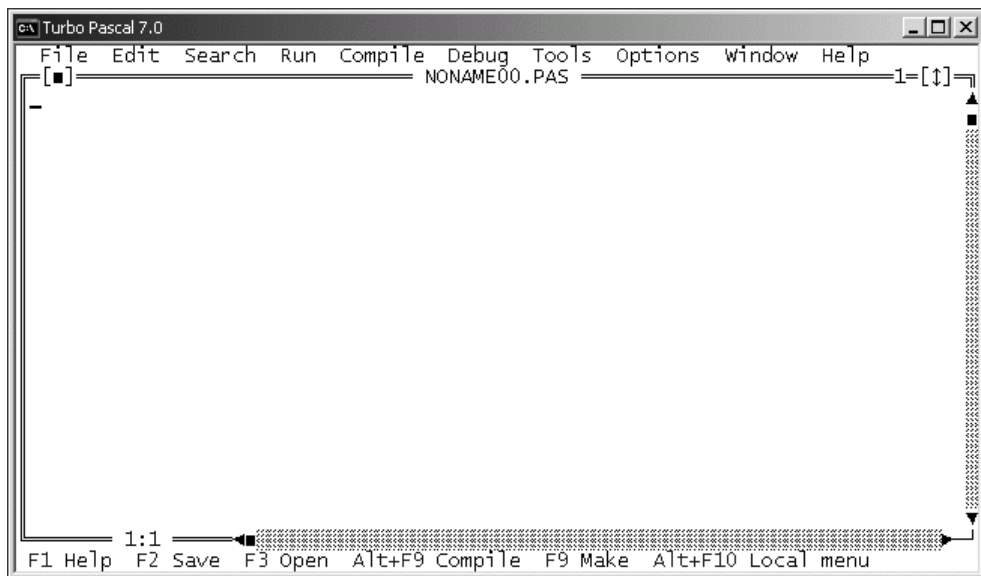 Turbo Pascal 7.0
File Edit Search Run Compile Debug Tools Options Window Help
[■] NONAME00.PAS 1=[↕]
1:1
F1 Help F2 Save F3 Open Alt+F9 Compile F9 Make Alt+F10 Local menu